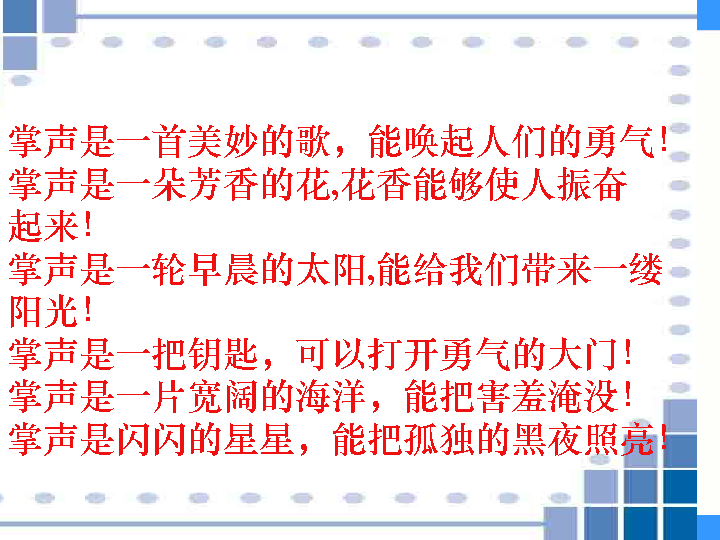 掌声是一首美妙的歌，能唤起人们的勇气！
掌声是一朵芳香的花,花香能够使人振奋
起来！
掌声是一轮早晨的太阳,能给我们带来一缕
阳光！
掌声是一把钥匙，可以打开勇气的大门！
掌声是一片宽阔的海洋，能把害羞淹没！
掌声是闪闪的星星，能把孤独的黑夜照亮！